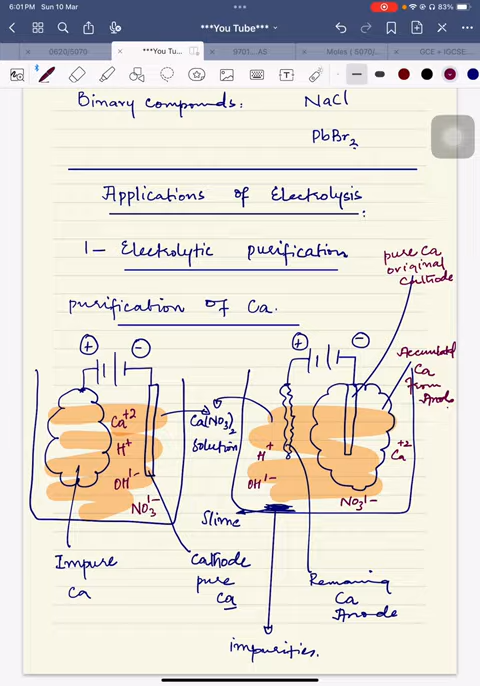 6:01PM Sun 10 Mar
83%
***You Tube***
0620/5070
***You Tu...
9701...AS
Moles ( 5070/
GCE + IGCSE
Binary compounds: NaCl
PbBr2
Applications of Electrolysis:
1- Electrolytic purification
purification of Ca.
pure Ca
original
Cathode
Accumulated
Ca
from
Anode
+ - + -
Ca+2
H+
OH1-
NO31-
Ca(NO3)2
solution
H+
OH1-
Ca+2
NO31-
Slime
Impure
Ca
Cathode
pure
Ca
Remaining
Ca
Anode
impurities.